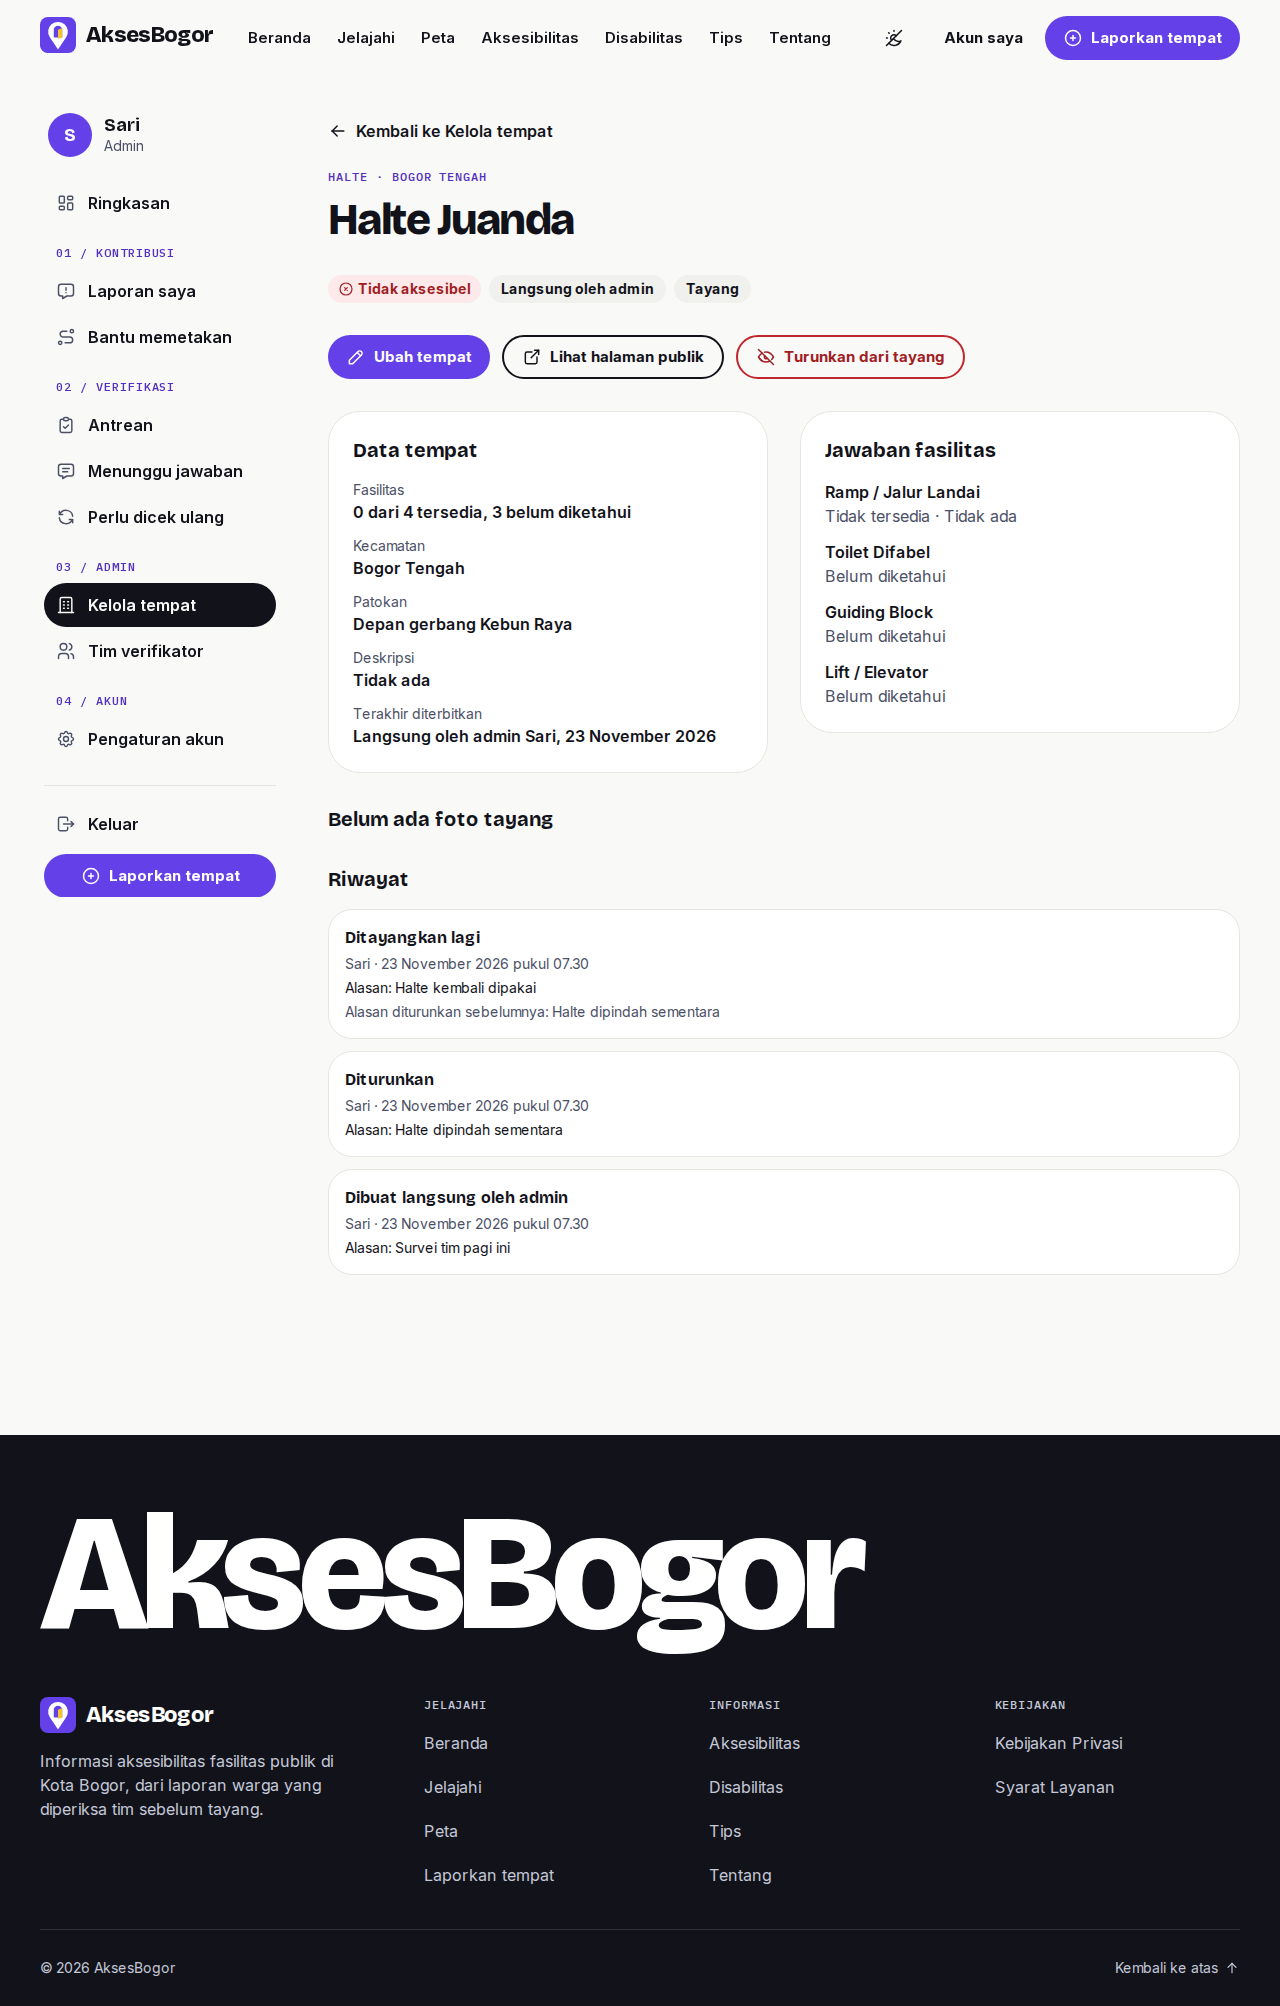 AksesBogor
Beranda
Jelajahi
Peta
Aksesibilitas
Disabilitas
Tips
Tentang
Akun saya
Laporkan tempat
S
Sari
Admin
Ringkasan
01 / KONTRIBUSI
Laporan saya
Bantu memetakan
02 / VERIFIKASI
Antrean
Menunggu jawaban
Perlu dicek ulang
03 / ADMIN
Kelola tempat
Tim verifikator
04 / AKUN
Pengaturan akun
Keluar
Laporkan tempat
Kembali ke Kelola tempat
HALTE · BOGOR TENGAH
Halte Juanda
Tidak aksesibel
Langsung oleh admin
Tayang
Ubah tempat
Lihat halaman publik
Turunkan dari tayang
Data tempat
Fasilitas
0 dari 4 tersedia, 3 belum diketahui
Kecamatan
Bogor Tengah
Patokan
Depan gerbang Kebun Raya
Deskripsi
Tidak ada
Terakhir diterbitkan
Langsung oleh admin Sari, 23 November 2026
Jawaban fasilitas
Ramp / Jalur Landai
Tidak tersedia · Tidak ada
Toilet Difabel
Belum diketahui
Guiding Block
Belum diketahui
Lift / Elevator
Belum diketahui
Belum ada foto tayang
Riwayat
Ditayangkan lagi
Sari · 23 November 2026 pukul 07.30
Alasan: Halte kembali dipakai
Alasan diturunkan sebelumnya: Halte dipindah sementara
Diturunkan
Sari · 23 November 2026 pukul 07.30
Alasan: Halte dipindah sementara
Dibuat langsung oleh admin
Sari · 23 November 2026 pukul 07.30
Alasan: Survei tim pagi ini
AksesBogor
AksesBogor
Informasi aksesibilitas fasilitas publik di
Kota Bogor, dari laporan warga yang
diperiksa tim sebelum tayang.
JELAJAHI
Beranda
Jelajahi
Peta
Laporkan tempat
INFORMASI
Aksesibilitas
Disabilitas
Tips
Tentang
KEBIJAKAN
Kebijakan Privasi
Syarat Layanan
© 2026 AksesBogor
Kembali ke atas ↑